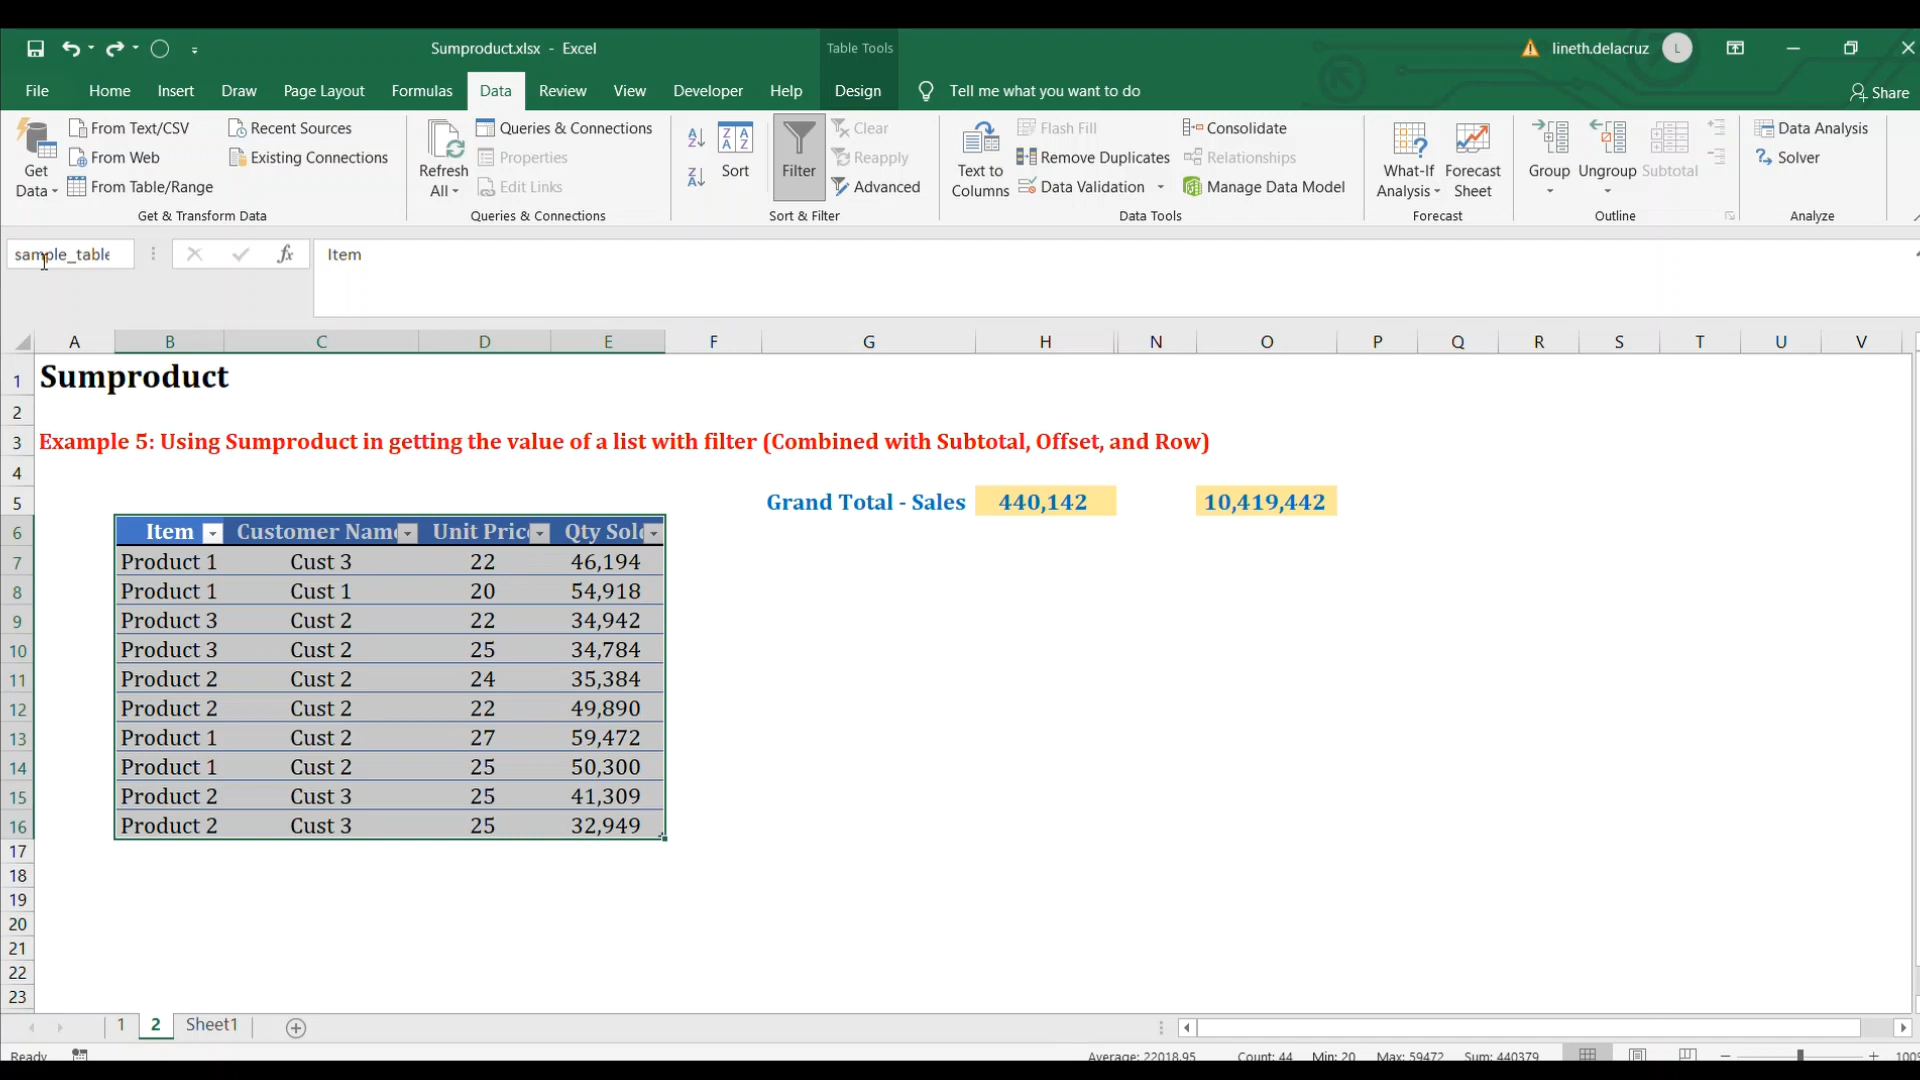 Sumproduct.xlsx - Excel
Table Tools
lineth.delacruz
L
File Home Insert Draw Page Layout Formulas Data Review View Developer Help Design Tell me what you want to do
Share
Get Data
From Text/CSV
From Web
From Table/Range
Recent Sources
Existing Connections
Get & Transform Data
Refresh All
Queries & Connections
Properties
Edit Links
Queries & Connections
Sort
Filter
Clear
Reapply
Advanced
Sort & Filter
Text to Columns
Flash Fill
Remove Duplicates
Data Validation
Consolidate
Relationships
Manage Data Model
Data Tools
What-If Analysis
Forecast Sheet
Forecast
Group
Ungroup
Subtotal
Outline
Data Analysis
Solver
Analyze
sample_table
fx
Item
A B C D E F G H N O P Q R S T U V
1 Sumproduct
2
3 Example 5: Using Sumproduct in getting the value of a list with filter (Combined with Subtotal, Offset, and Row)
4
5 Grand Total - Sales 440,142 10,419,442
6 Item Customer Nam Unit Pric Qty Sol
7 Product 1 Cust 3 22 46,194
8 Product 1 Cust 1 20 54,918
9 Product 3 Cust 2 22 34,942
10 Product 3 Cust 2 25 34,784
11 Product 2 Cust 2 24 35,384
12 Product 2 Cust 2 22 49,890
13 Product 1 Cust 2 27 59,472
14 Product 1 Cust 2 25 50,300
15 Product 2 Cust 3 25 41,309
16 Product 2 Cust 3 25 32,949
17
18
19
20
21
22
23
1 2 Sheet1
Ready
Average: 22018.95 Count: 44 Min: 20 Max: 59472 Sum: 440379
100%